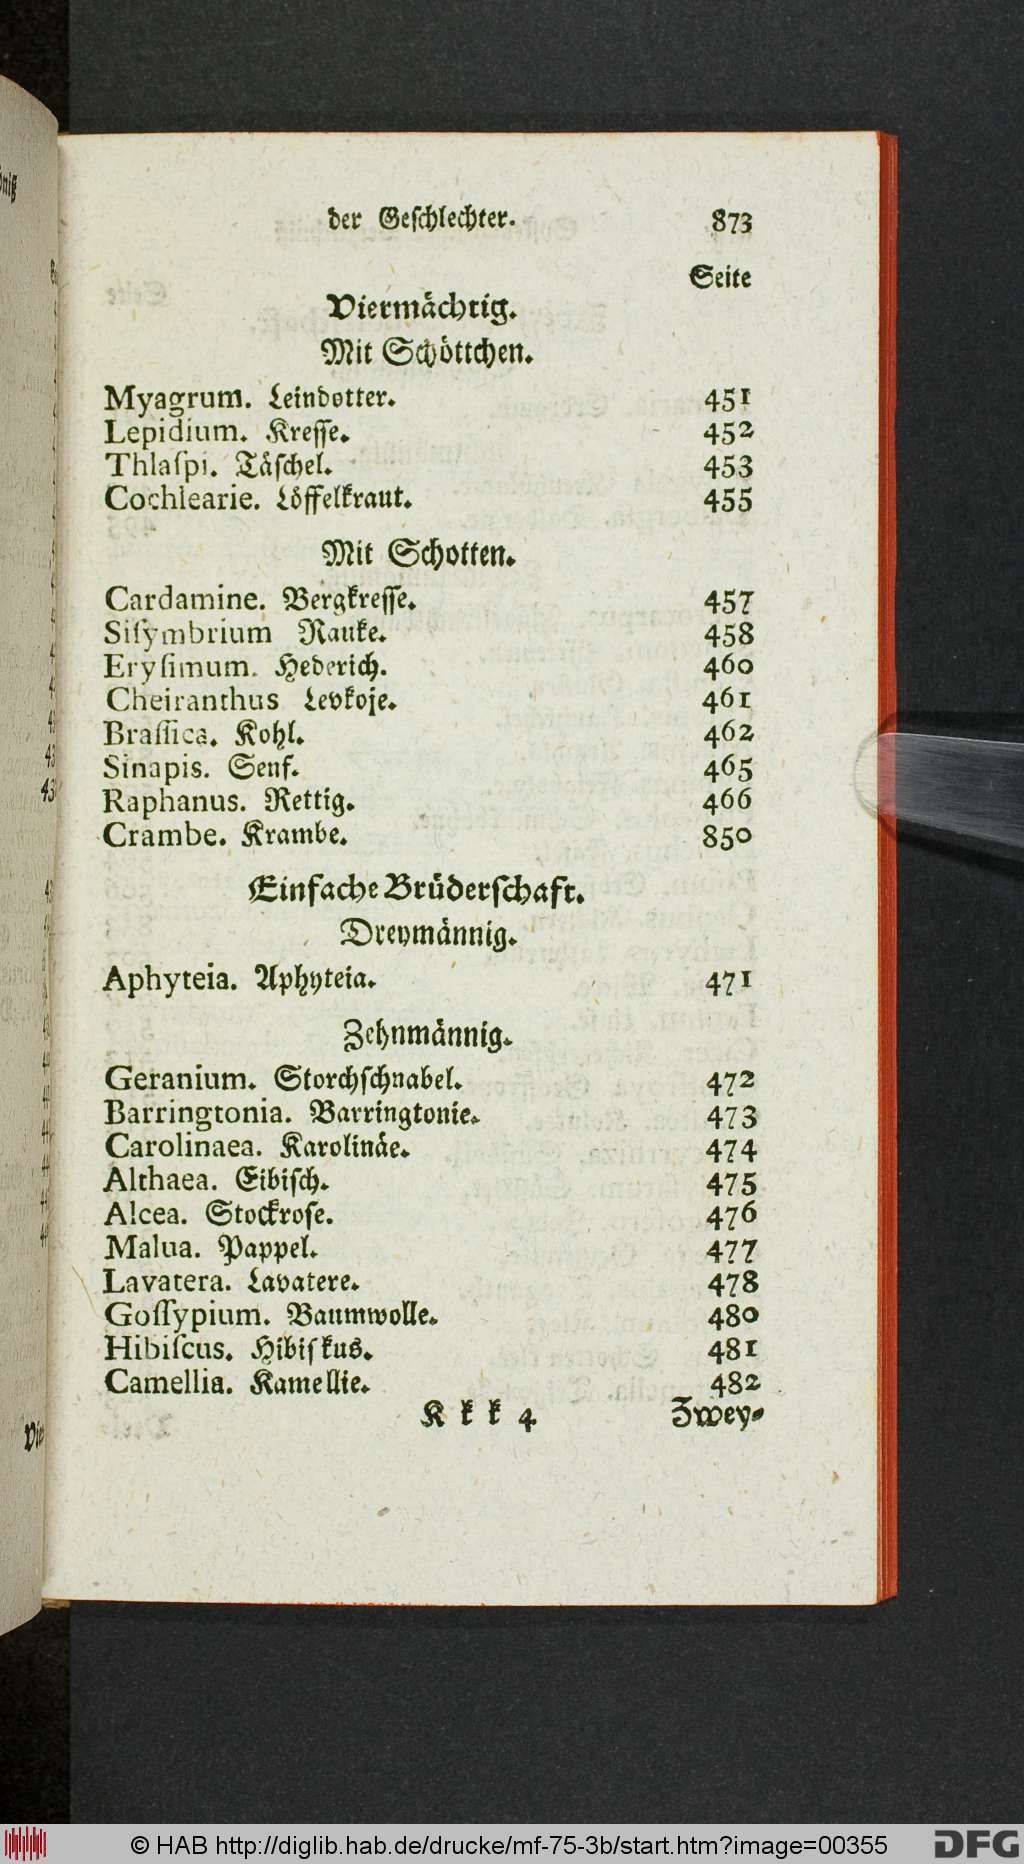 der Geſchlechter. 873
Seite
Viermächtig.
Mit Schöttchen.
Myagrum. Leindotter. 451
Lepidium. Kreſſe. 452
Thlaſpi. Täſchel. 453
Cochlearie. Löffelkraut. 455
Mit Schotten.
Cardamine. Bergkreſſe. 457
Siſymbrium Rauke. 458
Eryſimum. Hederich. 460
Cheiranthus Levkoje. 461
Braſſica. Kohl. 462
Sinapis. Senf. 465
Raphanus. Rettig. 466
Crambe. Krambe. 850
Einfache Brüderſchaft.
Dreymännig.
Aphyteia. Aphyteia. 471
Zehnmännig.
Geranium. Storchſchnabel. 472
Barringtonia. Barringtonie. 473
Carolinaea. Karolinäe. 474
Althaea. Eibiſch. 475
Alcea. Stockroſe. 476
Malua. Pappel. 477
Lavatera. Lavatere. 478
Goſſypium. Baumwolle. 480
Hibiſcus. Hibiſkus. 481
Camellia. Kamellie. 482
K k k 4 Zwey-
© HAB http://diglib.hab.de/drucke/mf-75-3b/start.htm?image=00355
DFG